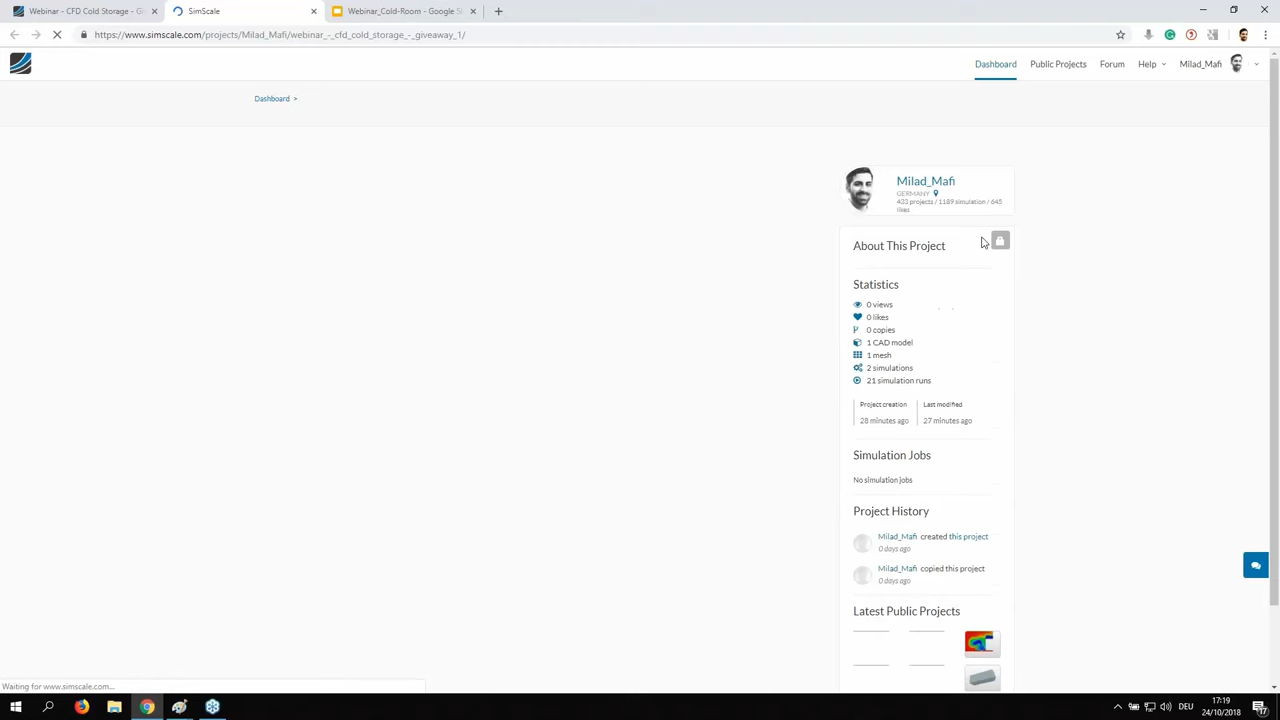 Webinar - CFD Cold Storage - Gi
SimScale
Webinar_Cold-Room - Google Sl
https://www.simscale.com/projects/Milad_Mafi/webinar_-_cfd_cold_storage_-_giveaway_1/
Dashboard
Public Projects
Forum
Help
Milad_Mafi
Dashboard >
Milad_Mafi
GERMANY
433 projects / 1189 simulation / 645
likes
About This Project
Statistics
0 views
0 likes
0 copies
1 CAD model
1 mesh
2 simulations
21 simulation runs
Project creation
28 minutes ago
Last modified
27 minutes ago
Simulation Jobs
No simulation jobs
Project History
Milad_Mafi created this project
0 days ago
Milad_Mafi copied this project
0 days ago
Latest Public Projects
Waiting for www.simscale.com...
DEU
17:19
24/10/2018
17